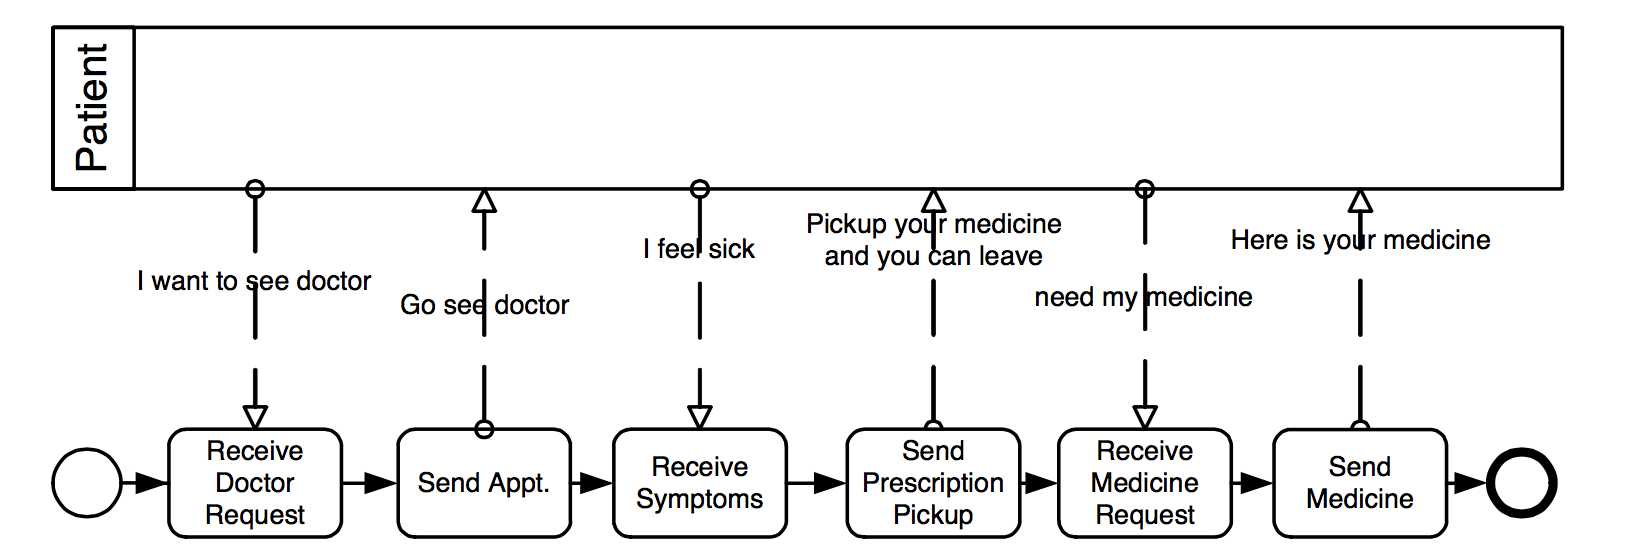 Patient
I want to see doctor
Go see doctor
I feel sick
Pickup your medicine
and you can leave
need my medicine
Here is your medicine
Receive
Doctor
Request
Send Appt.
Receive
Symptoms
Send
Prescription
Pickup
Receive
Medicine
Request
Send
Medicine